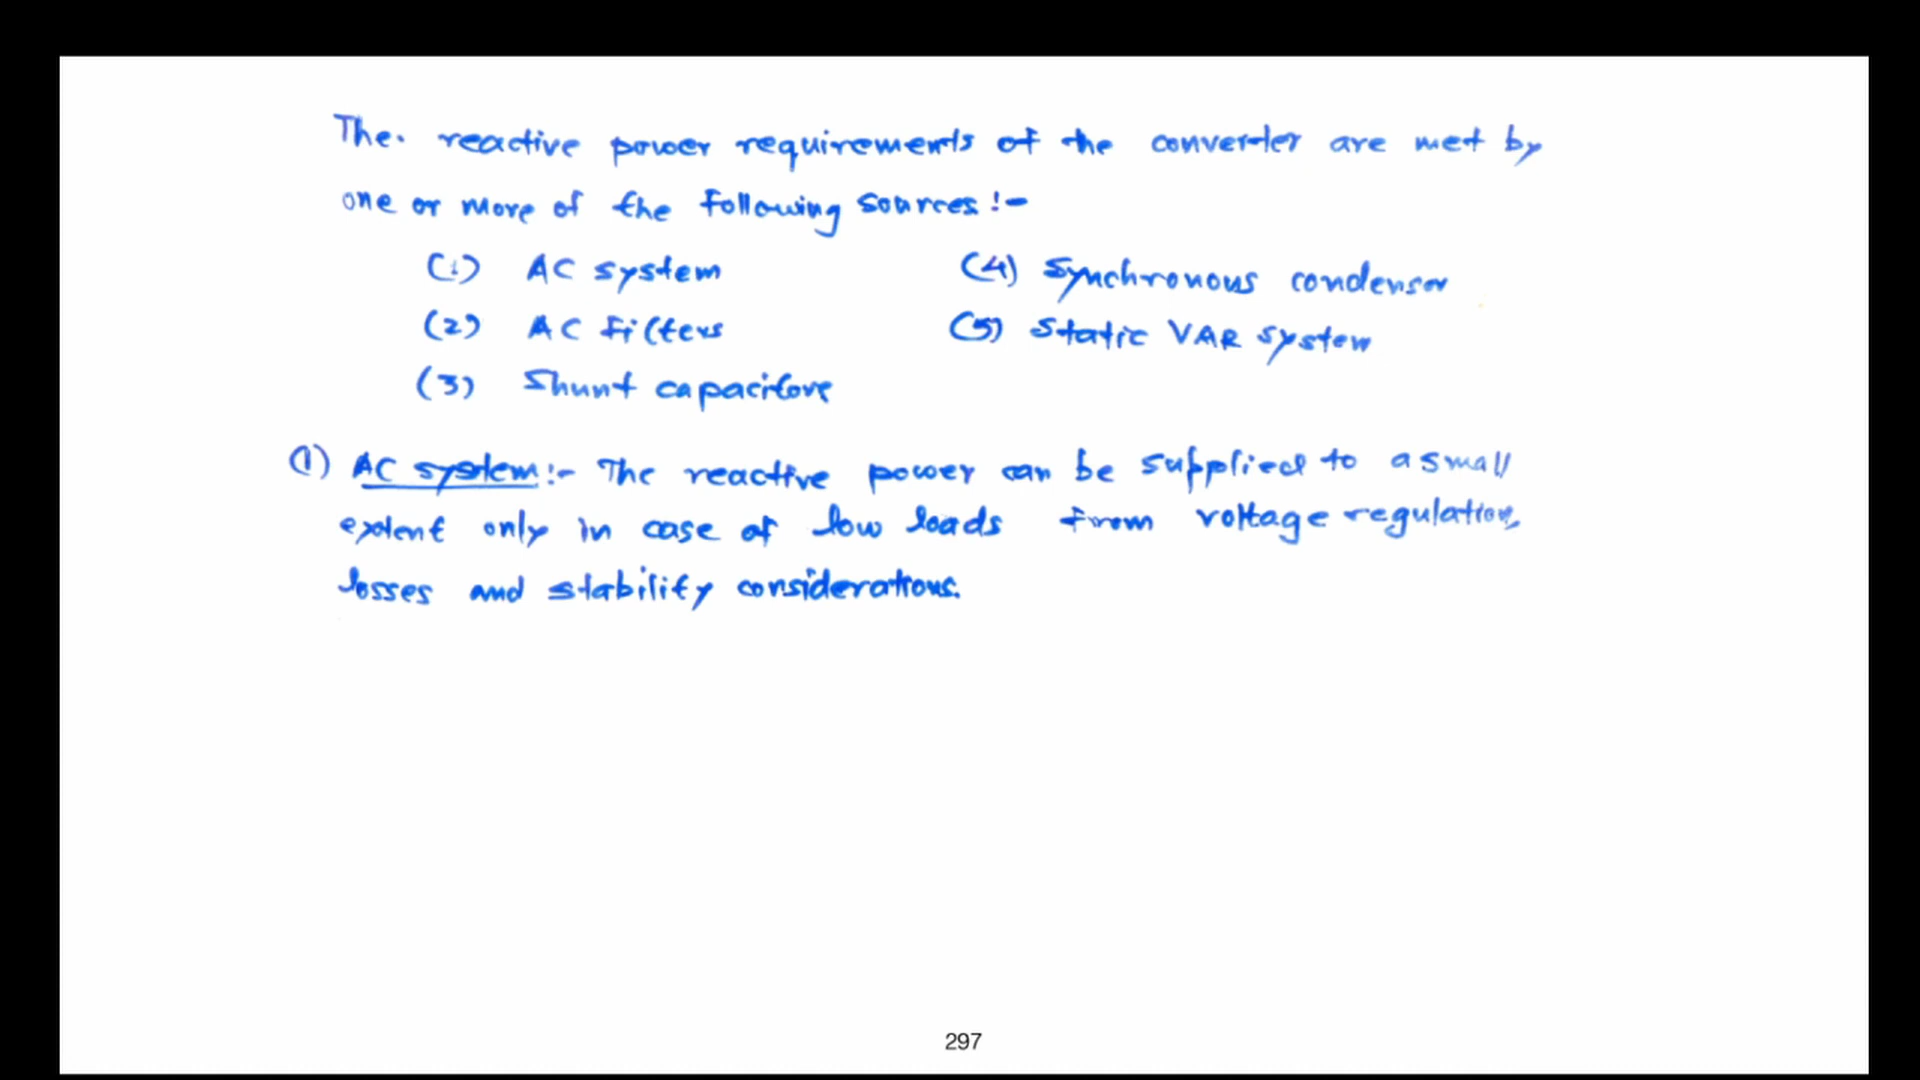 The. reactive power requirements of the converter are met by
one or more of the following sources :-
(1) AC system
(2) AC filters
(3) Shunt capacitors
(4) Synchronous condenser
(5) Static VAR system
(1) AC system :- The reactive power can be supplied to a small
extent only in case of low loads from voltage regulation,
losses and stability considerations.
297